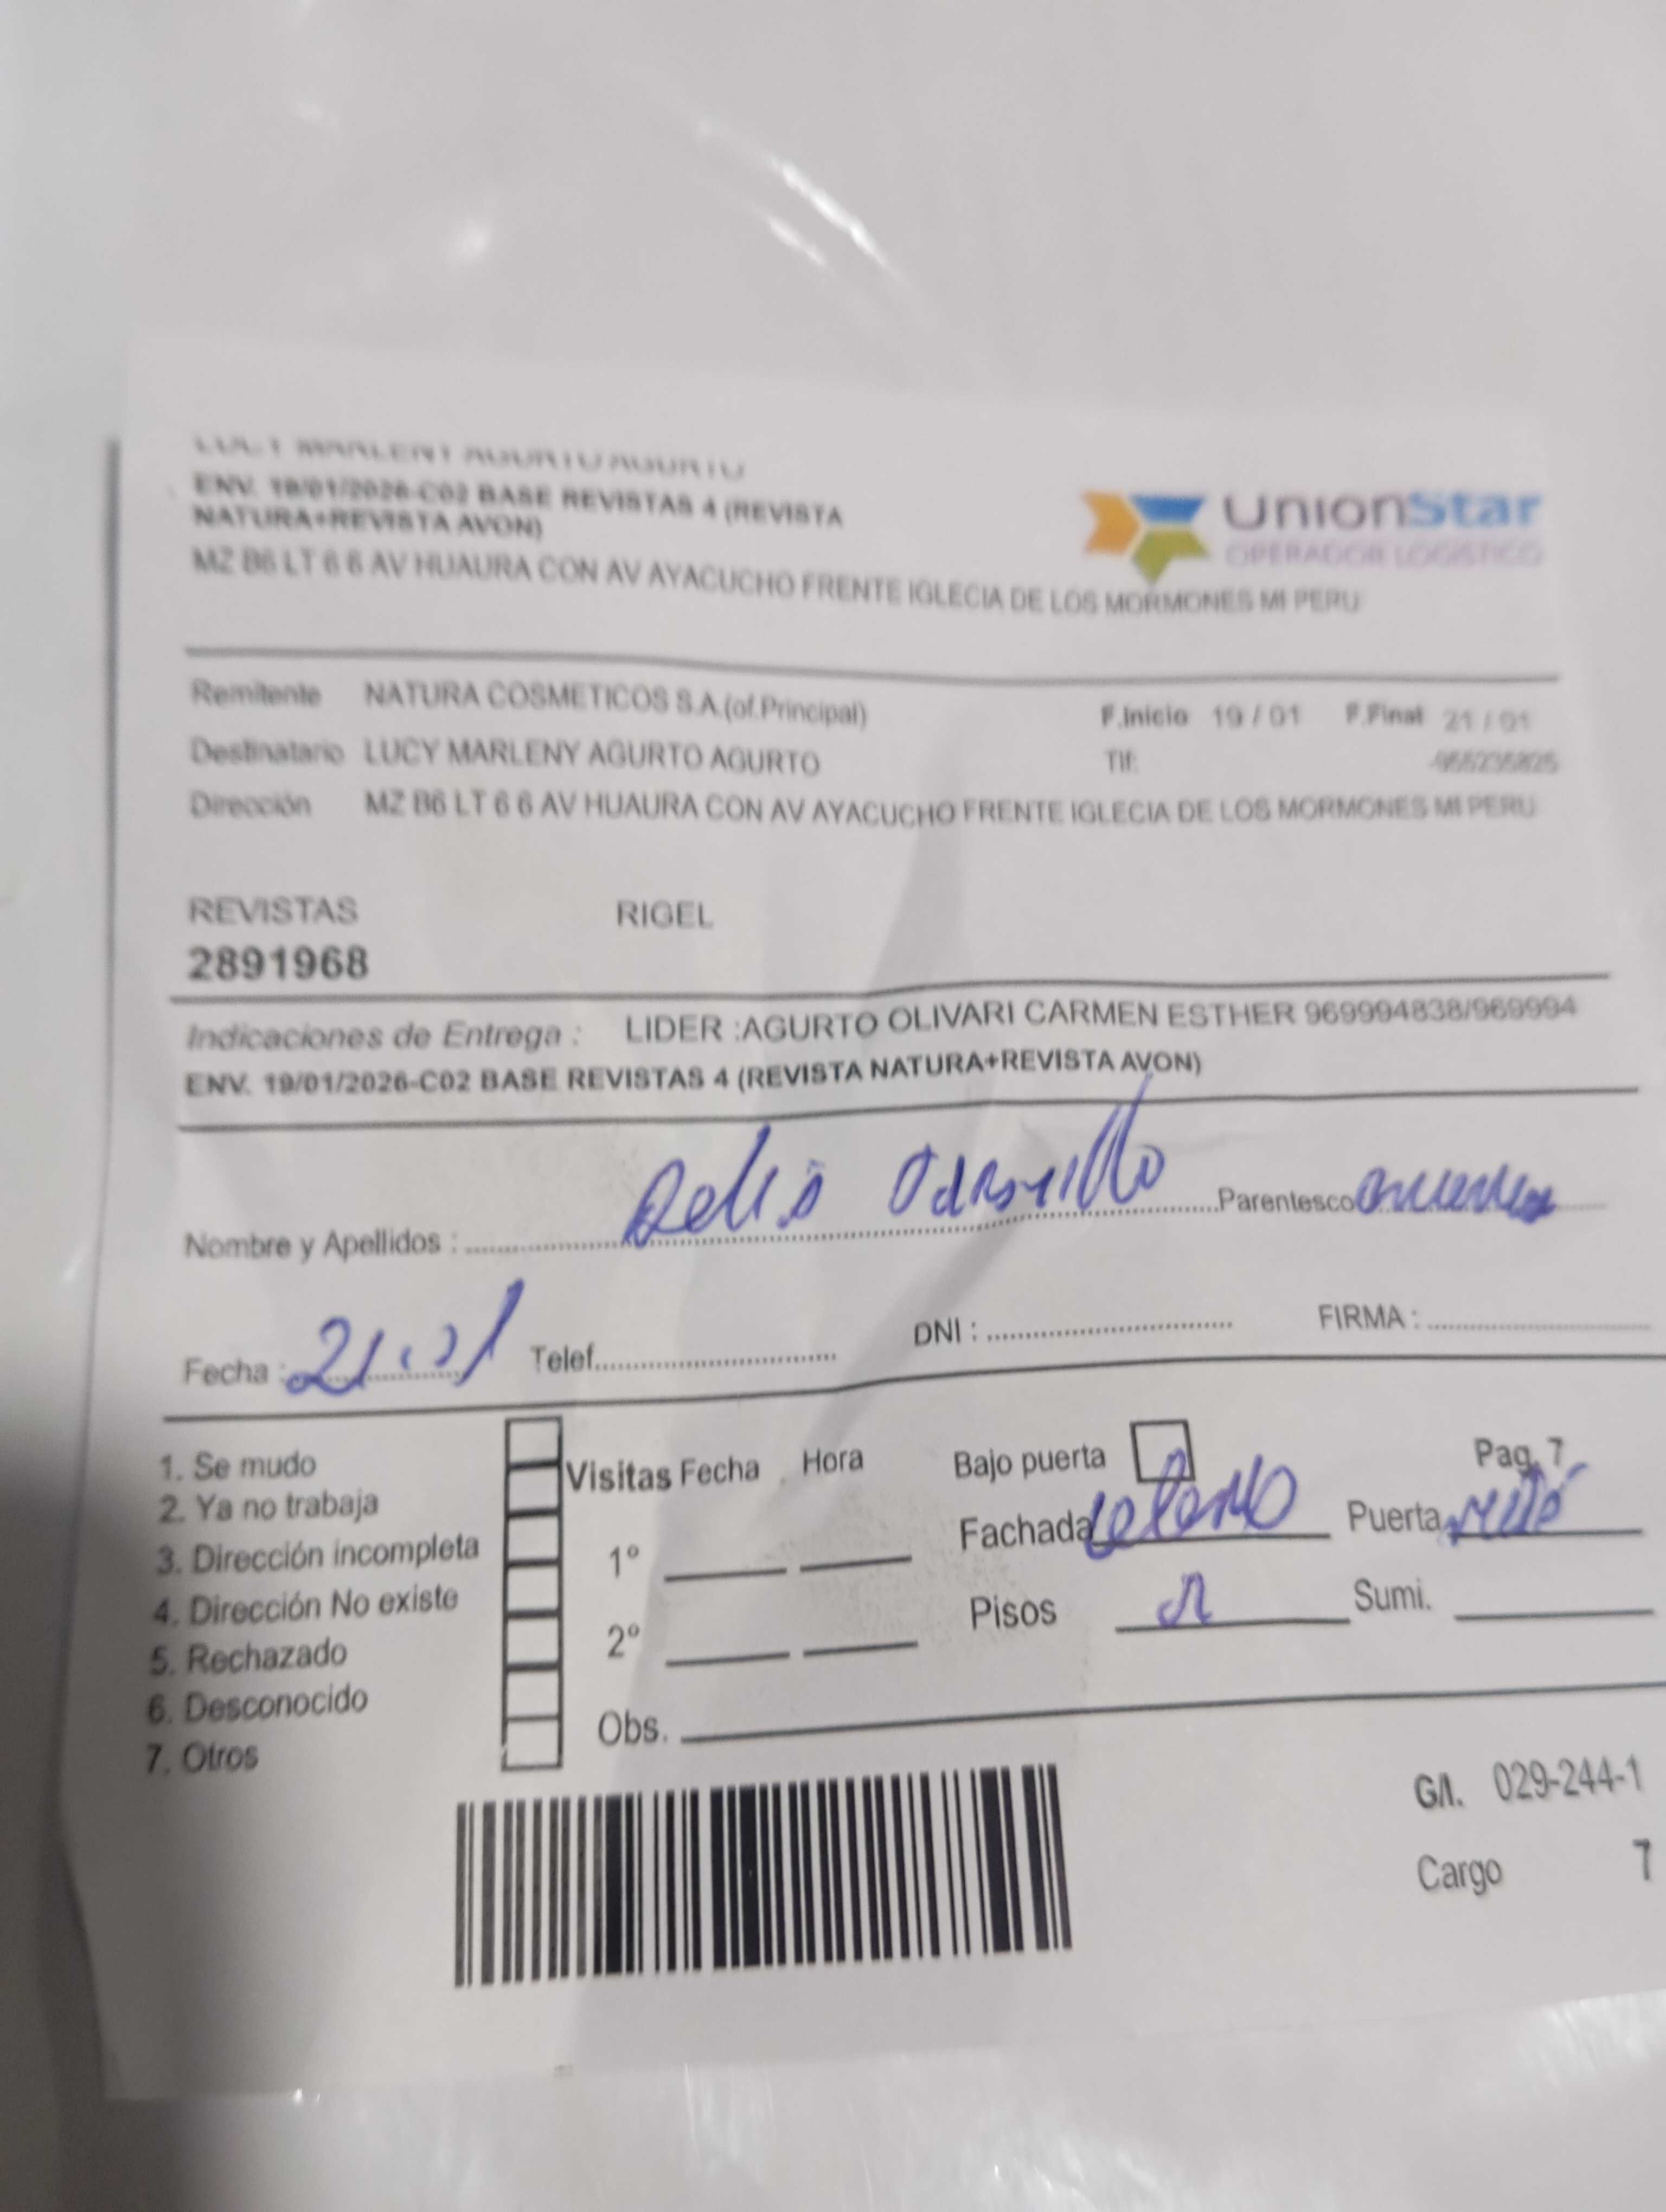 LUCY MARLENY AGURTO AGURTO
ENV. 19/01/2026-C02 BASE REVISTAS 4 (REVISTA
NATURA+REVISTA AVON)
MZ B6 LT 6 6 AV HUAURA CON AV AYACUCHO FRENTE IGLECIA DE LOS MORMONES MI PERU
UnionStar
OPERADOR LOGISTICO
Remitente NATURA COSMETICOS S.A.(of.Principal) F.Inicio 19 / 01 F.Final 21 / 01
Destinatario LUCY MARLENY AGURTO AGURTO Tlf: -955235825
Dirección MZ B6 LT 6 6 AV HUAURA CON AV AYACUCHO FRENTE IGLECIA DE LOS MORMONES MI PERU
REVISTAS RIGEL
2891968
Indicaciones de Entrega : LIDER :AGURTO OLIVARI CARMEN ESTHER 969994838/969994
ENV. 19/01/2026-C02 BASE REVISTAS 4 (REVISTA NATURA+REVISTA AVON)
Nombre y Apellidos : Parentesco
Fecha : 21 Telef. DNI : FIRMA :
1. Se mudo
2. Ya no trabaja
3. Dirección incompleta
4. Dirección No existe
5. Rechazado
6. Desconocido
7. Otros
Visitas Fecha Hora
1°
2°
Obs.
Bajo puerta Pag. 7
Fachada Puerta
Pisos Sumi.
G/l. 029-244-1
Cargo 7